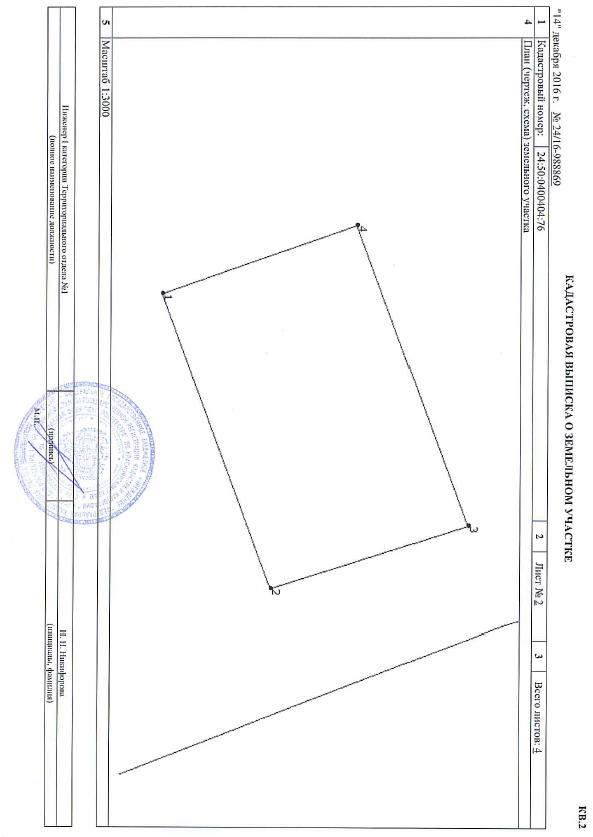 КВ.2
КАДАСТРОВАЯ ВЫПИСКА О ЗЕМЕЛЬНОМ УЧАСТКЕ
"14" декабря 2016 г. № 24/16-988869
1 Кадастровый номер: 24:50:0400404:76 2 Лист № 2 3 Всего листов: 4
4 План (чертеж, схема) земельного участка
4
3
1
2
5 Масштаб 1:3000
Инженер I категории Территориального отдела №1
(полное наименование должности)
(подпись)
М.П.
Никифорова
(инициалы, фамилия)